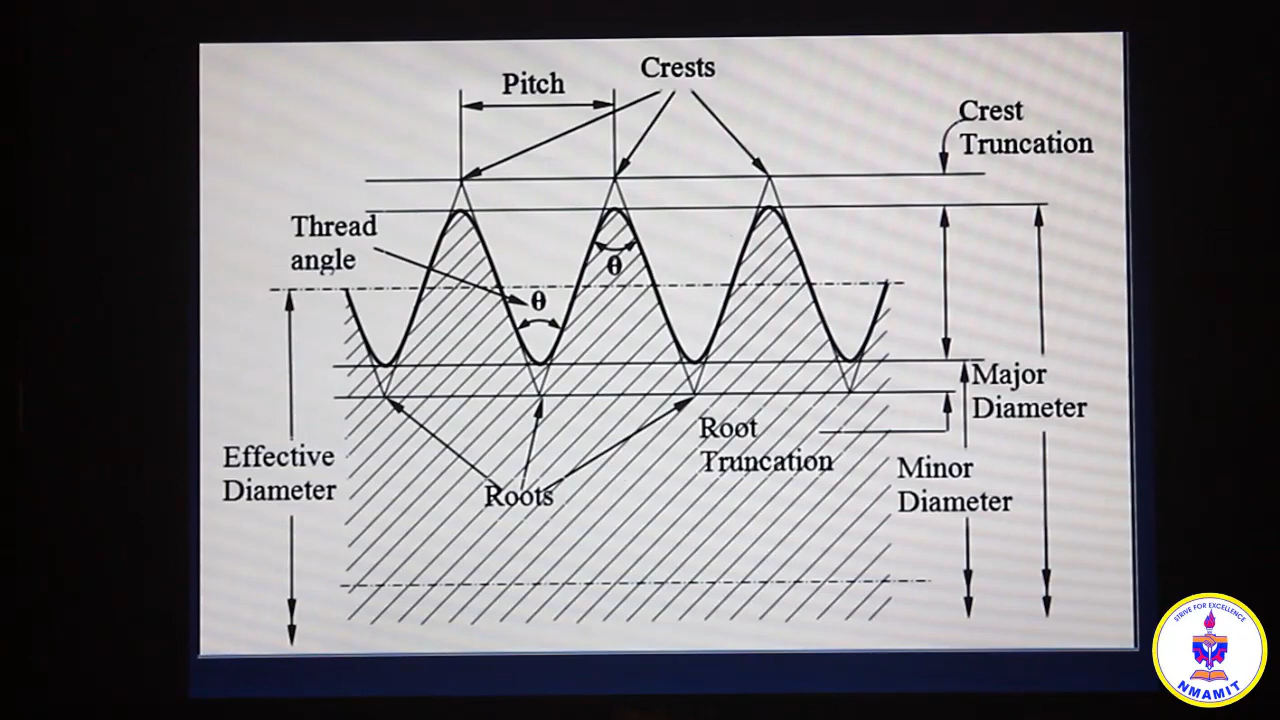 Pitch
Crests
Crest
Truncation
Thread
angle
θ
θ
Major
Diameter
Root
Truncation
Effective
Diameter
Minor
Diameter
Roots
STRIVE FOR EXCELLENCE
NMAMIT